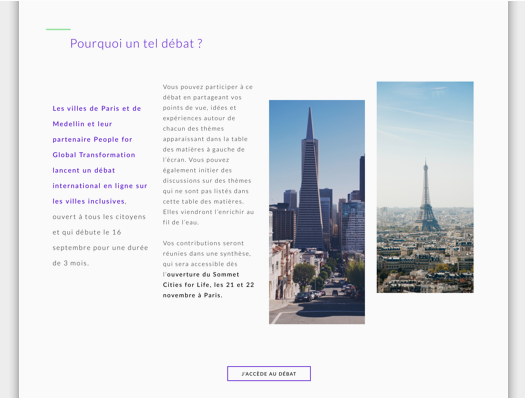 Pourquoi un tel débat ?
Les villes de Paris et de
Medellin et leur
partenaire People for
Global Transformation
lancent un débat
international en ligne sur
les villes inclusives,
ouvert à tous les citoyens
et qui débute le 16
septembre pour une durée
de 3 mois.
Vous pouvez participer à ce
débat en partageant vos
points de vue, idées et
expériences autour de
chacun des thèmes
apparaissant dans la table
des matières à gauche de
l'écran. Vous pouvez
également initier des
discussions sur des thèmes
qui ne sont pas listés dans
cette table des matières.
Elles viendront l'enrichir au
fil de l'eau.
Vos contributions seront
réunies dans une synthèse,
qui sera accessible dès
l'ouverture du Sommet
Cities for Life, les 21 et 22
novembre à Paris.
J'ACCÈDE AU DÉBAT